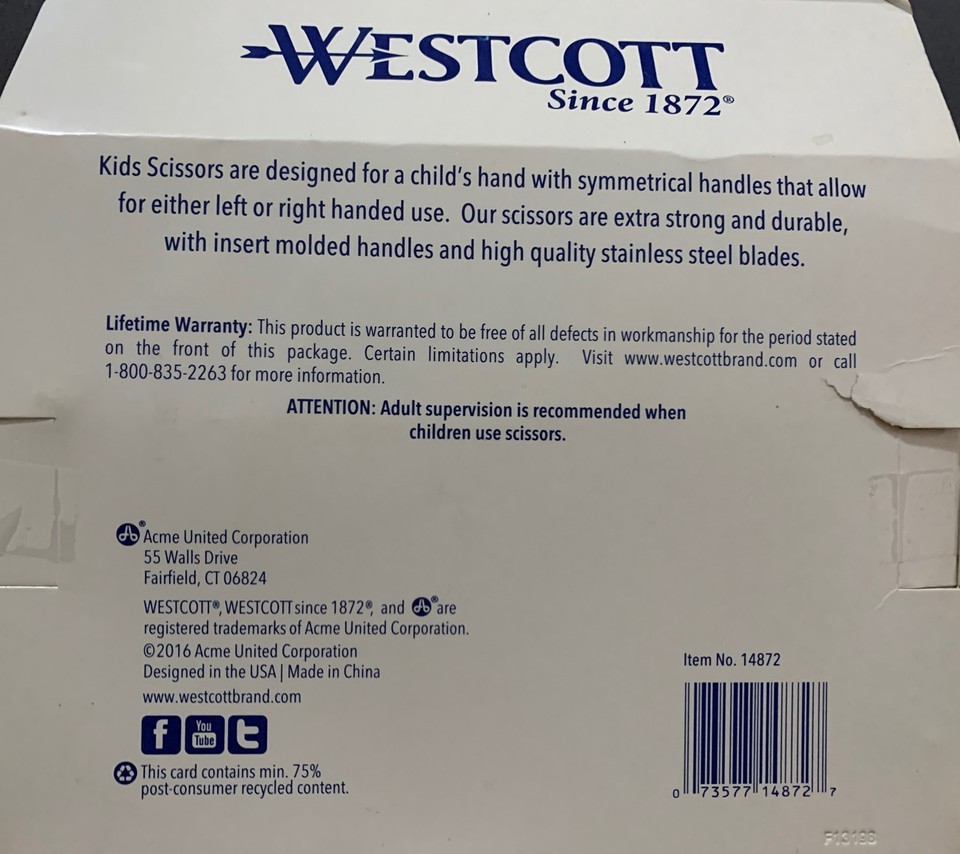 WESTCOTT
Since 1872®
Kids Scissors are designed for a child's hand with symmetrical handles that allow
for either left or right handed use. Our scissors are extra strong and durable,
with insert molded handles and high quality stainless steel blades.
Lifetime Warranty: This product is warranted to be free of all defects in workmanship for the period stated
on the front of this package. Certain limitations apply. Visit www.westcottbrand.com or call
1-800-835-2263 for more information.
ATTENTION: Adult supervision is recommended when
children use scissors.
® Acme United Corporation
55 Walls Drive
Fairfield, CT 06824
WESTCOTT®, WESTCOTT since 1872®, and ® are
registered trademarks of Acme United Corporation.
©2016 Acme United Corporation
Designed in the USA | Made in China
www.westcottbrand.com
f You Tube t
This card contains min. 75%
post-consumer recycled content.
Item No. 14872
0 73577 14872 7